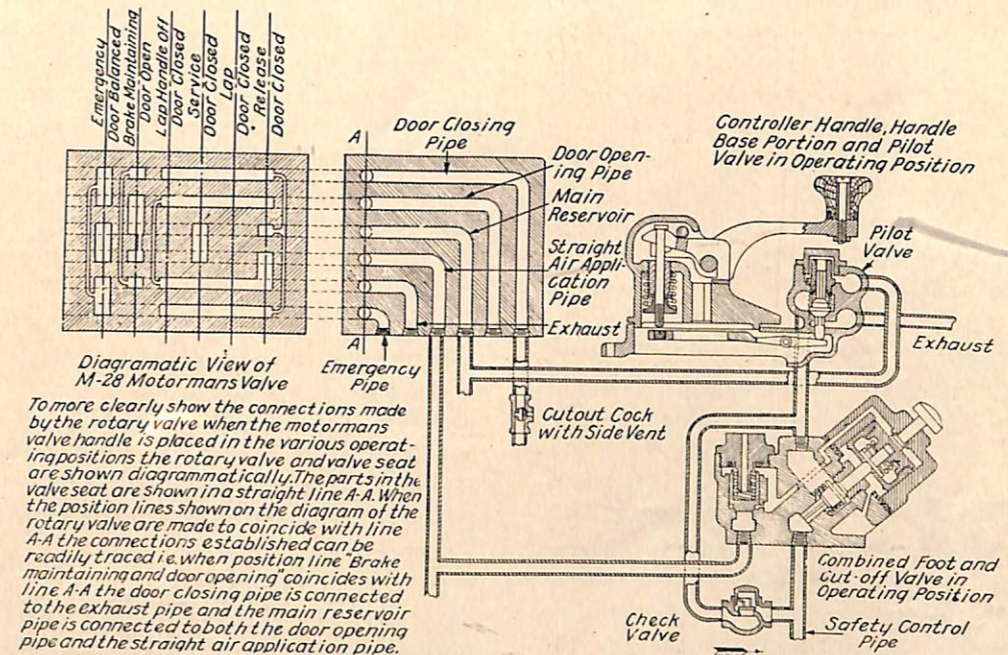 Emergency
Door Balanced
Brake Maintaining
Door Open
Lap Handle Off
Door Closed
Service
Door Closed
Lap
Door Closed
Release
Door Closed
A
A
Door Closing
Pipe
Door Open-
ing Pipe
Main
Reservoir
Straight
Air Appli-
cation
Pipe
Exhaust
Emergency
Pipe
Cutout Cock
with Side Vent
Controller Handle, Handle
Base Portion and Pilot
Valve in Operating Position
Pilot
Valve
Exhaust
Combined Foot and
Cut-off Valve in
Operating Position
Check
Valve
Safety Control
Pipe
Diagramatic View of
M-28 Motormans Valve
To more clearly show the connections made
by the rotary valve when the motormans
valve handle is placed in the various operat-
ing positions the rotary valve and valve seat
are shown diagrammatically. The parts in the
valve seat are shown in a straight line A-A. When
the position lines shown on the diagram of the
rotary valve are made to coincide with line
A-A the connections established can be
readily traced i.e. when position line "Brake
maintaining and door opening" coincides with
line A-A the door closing pipe is connected
to the exhaust pipe and the main reservoir
pipe is connected to both the door opening
pipe and the straight air application pipe.